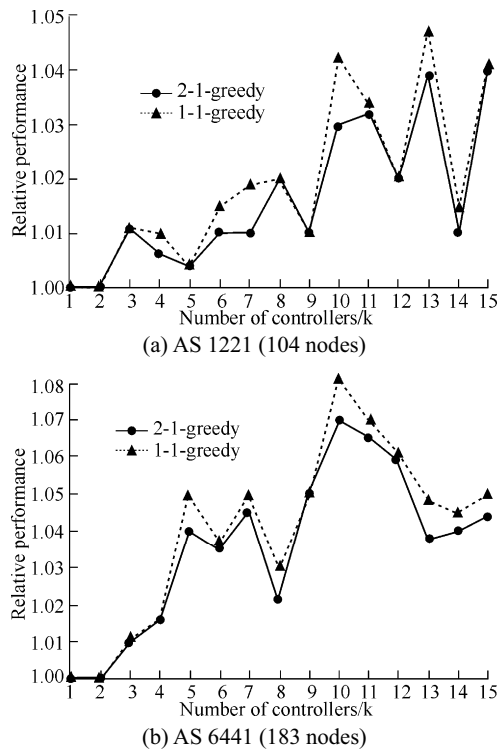 1.05
1.04
1.03
1.02
1.01
1.00
Relative performance
2-1-greedy
1-1-greedy
1 2 3 4 5 6 7 8 9 10 11 12 13 14 15
Number of controllers/k
(a) AS 1221 (104 nodes)
1.08
1.07
1.06
1.05
1.04
1.03
1.02
1.01
1.00
Relative performance
2-1-greedy
1-1-greedy
1 2 3 4 5 6 7 8 9 10 11 12 13 14 15
Number of controllers/k
(b) AS 6441 (183 nodes)